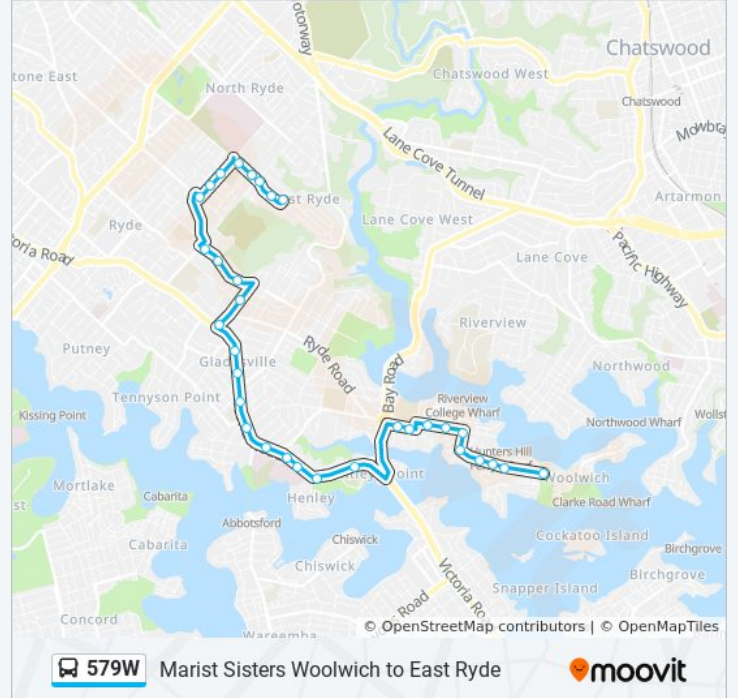 otorway
Chatswood
tone East
Chatswood West
North Ryde
Chatswood
Mowbra
Lane Cove Tunnel
Artarmon
st Ryde
Lane Cove West
Ryde
oria Road
Lane Cove
Pacific Highway
Riverview
Putney
Ryde Road
Northwood
Tennyson Point
Bay Road
Riverview
College Wharf
Kissing Point
Northwood Wharf
Wollst
Hunters Hill
Woolwich
Mortlake
Henley
Clarke Road Wharf
st
Cabarita
Abbotsford
Cockatoo Island
Cabarita
Chiswick
Birchgrove
Chiswick
Victoria Ro
Birchgrove
Snapper Island
Concord
Road
Wareemba
© OpenStreetMap contributors | © OpenMapTiles
579W Marist Sisters Woolwich to East Ryde
moovit